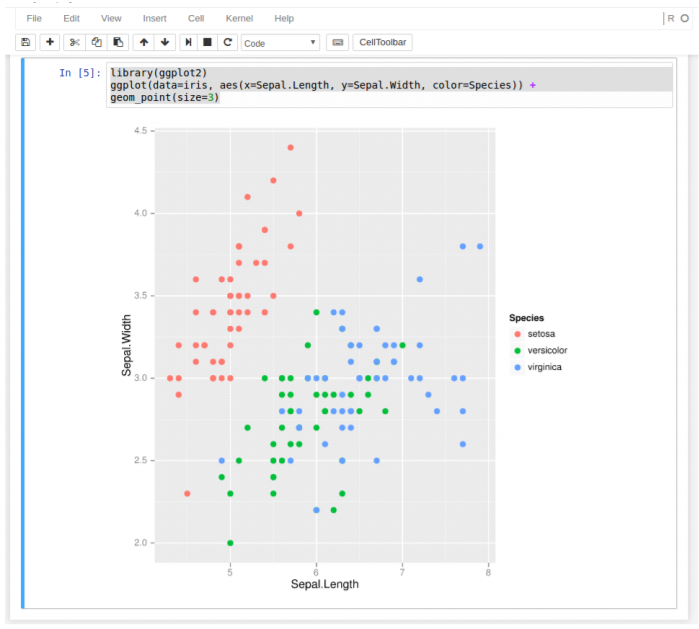 File Edit View Insert Cell Kernel Help R
Code CellToolbar
In [5]: library(ggplot2)
ggplot(data=iris, aes(x=Sepal.Length, y=Sepal.Width, color=Species)) +
geom_point(size=3)
4.5
4.0
3.5
3.0
2.5
2.0
Sepal.Width
5 6 7 8
Sepal.Length
Species
setosa
versicolor
virginica